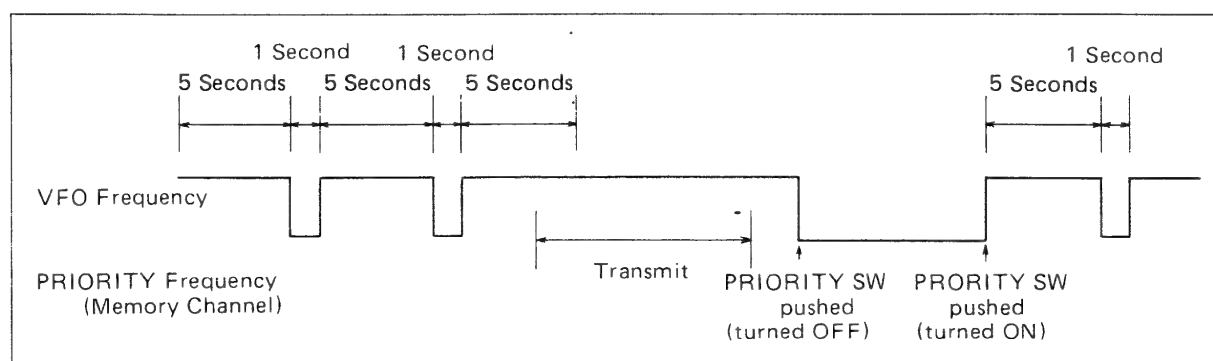 1 Second 1 Second
5 Seconds 5 Seconds 5 Seconds
1 Second
5 Seconds
VFO Frequency
PRIORITY Frequency
(Memory Channel)
Transmit
PRIORITY SW
pushed
(turned OFF)
PRORITY SW
pushed
(turned ON)